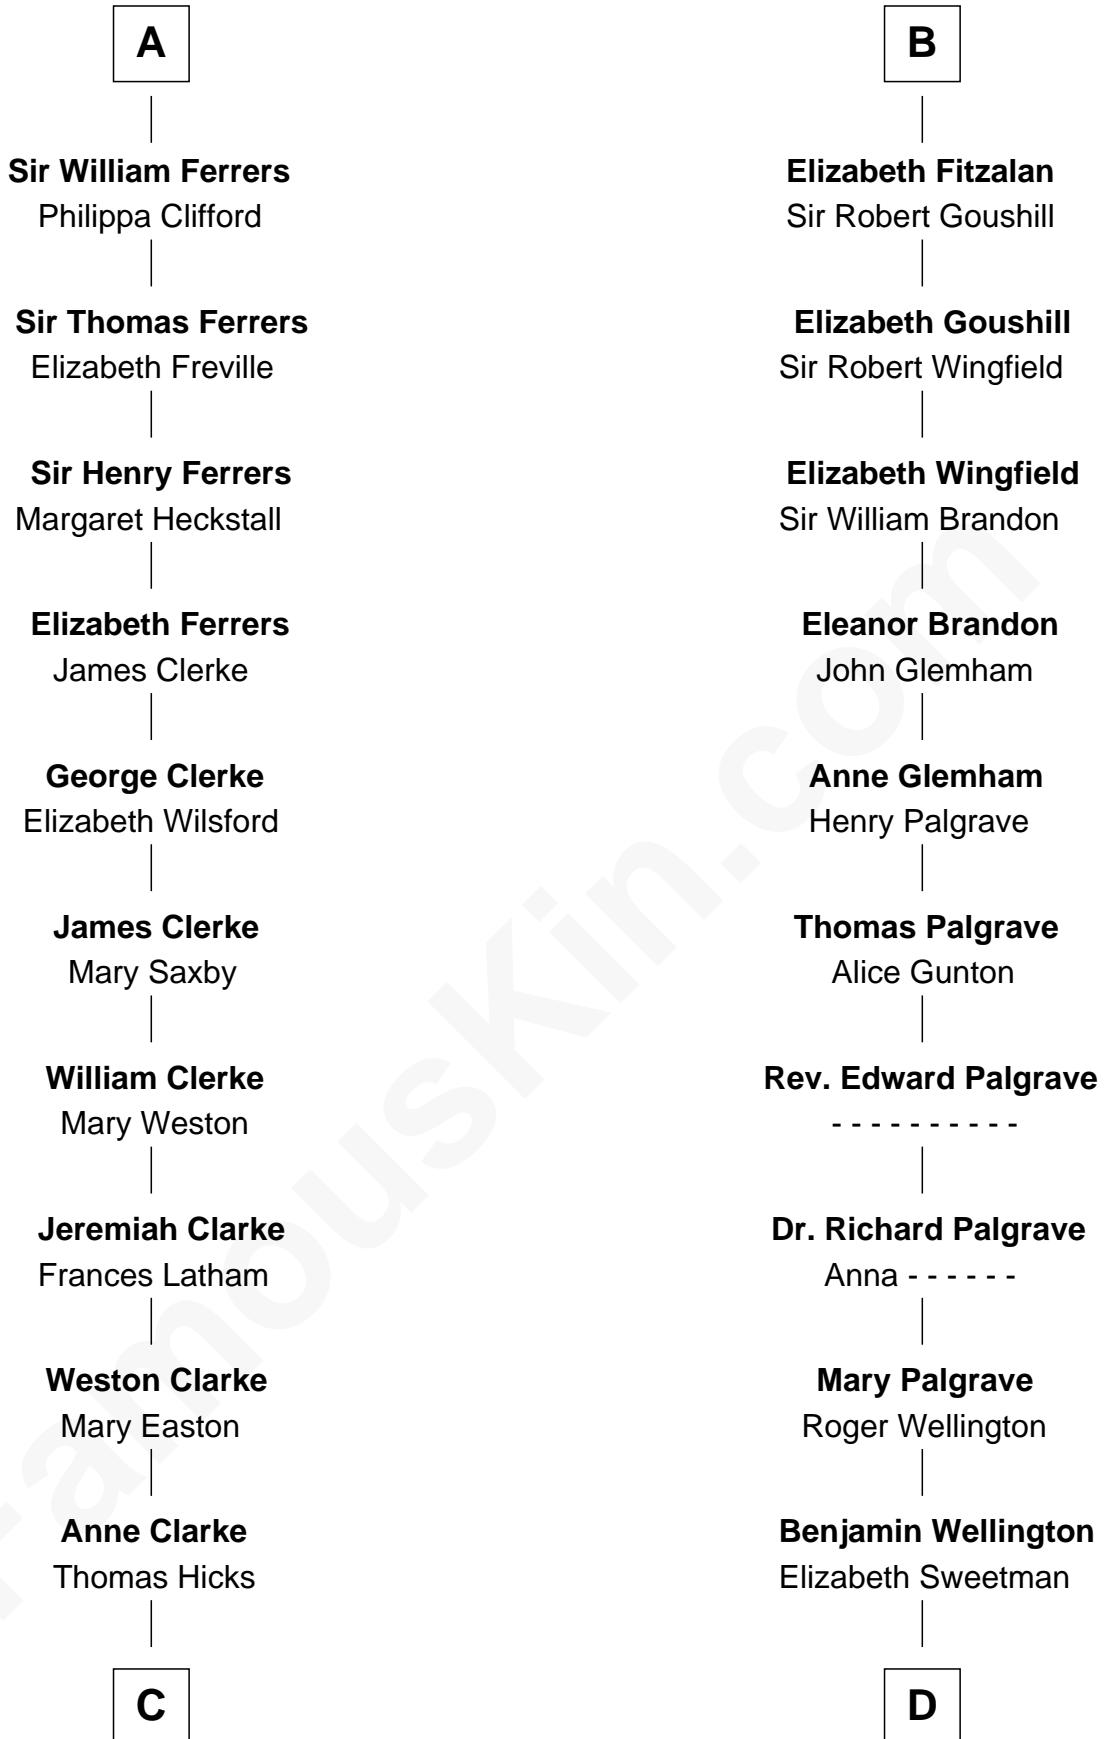 A
Sir William Ferrers
Philippa Clifford
Sir Thomas Ferrers
Elizabeth Freville
Sir Henry Ferrers
Margaret Heckstall
Elizabeth Ferrers
James Clerke
George Clerke
Elizabeth Wilsford
James Clerke
Mary Saxby
William Clerke
Mary Weston
Jeremiah Clarke
Frances Latham
Weston Clarke
Mary Easton
Anne Clarke
Thomas Hicks
C
B
Elizabeth Fitzalan
Sir Robert Goushill
Elizabeth Goushill
Sir Robert Wingfield
Elizabeth Wingfield
Sir William Brandon
Eleanor Brandon
John Glemham
Anne Glemham
Henry Palgrave
Thomas Palgrave
Alice Gunton
Rev. Edward Palgrave
- - - - - - - - - -
Dr. Richard Palgrave
Anna - - - - - -
Mary Palgrave
Roger Wellington
Benjamin Wellington
Elizabeth Sweetman
D
FamousKin.com